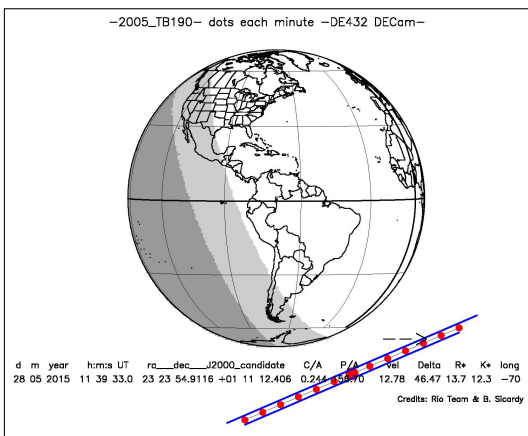 -2005_TB190- dots each minute -DE432 DECam-
d m year h:m:s UT ra___dec___J2000_candidate C/A P/A vel Delta R* K* long
28 05 2015 11 39 33.0 23 23 54.9116 +01 11 12.406 0.244 12.78 46.47 13.7 12.3 -70
Credits: Rio Team & B. Sicardy